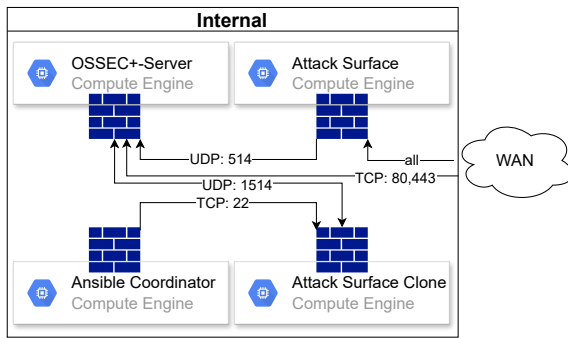 Internal
OSSEC+-Server
Compute Engine
Attack Surface
Compute Engine
UDP: 514
all
WAN
TCP: 80,443
UDP: 1514
TCP: 22
Ansible Coordinator
Compute Engine
Attack Surface Clone
Compute Engine